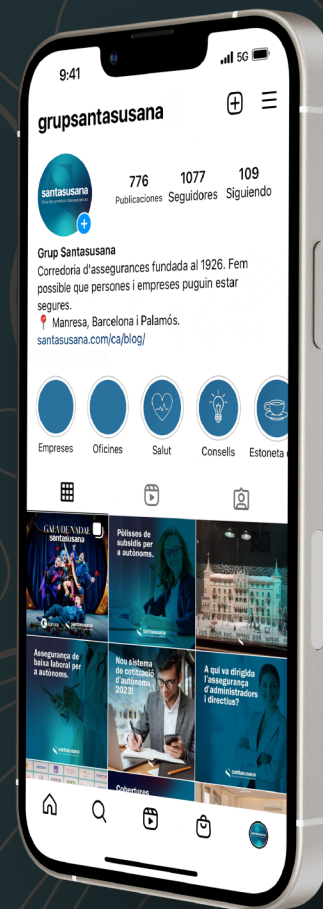 9:41
5G
grupsantasusana
santasusana
776
1077
109
Publicaciones
Seguidores
Siguiendo
Grup Santasusana
Corredoria d'assegurances fundada al 1926. Fem
possible que persones i empreses puguin estar
segures.
Manresa, Barcelona i Palamós.
santasusana.com/ca/blog/
Empreses
Oficines
Salut
Consells
Estoneta
GALA DE NADAL
santasusana
santasusana
Pòlisses de
subsidis per
a autònoms.
santasusana
Assegurança de
baixa laboral per
a autònoms.
santasusana
Nou sistema
de cotització
d'autònoms
2023!
santasusana
A qui va dirigida
l'assegurança
d'administradors
i directius?
santasusana
Cobertures